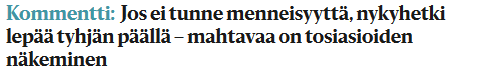 Kommentti: Jos ei tunne menneisyyttä, nykyhetki
lepää tyhjän päällä – mahtavaa on tosiasioiden
näkeminen